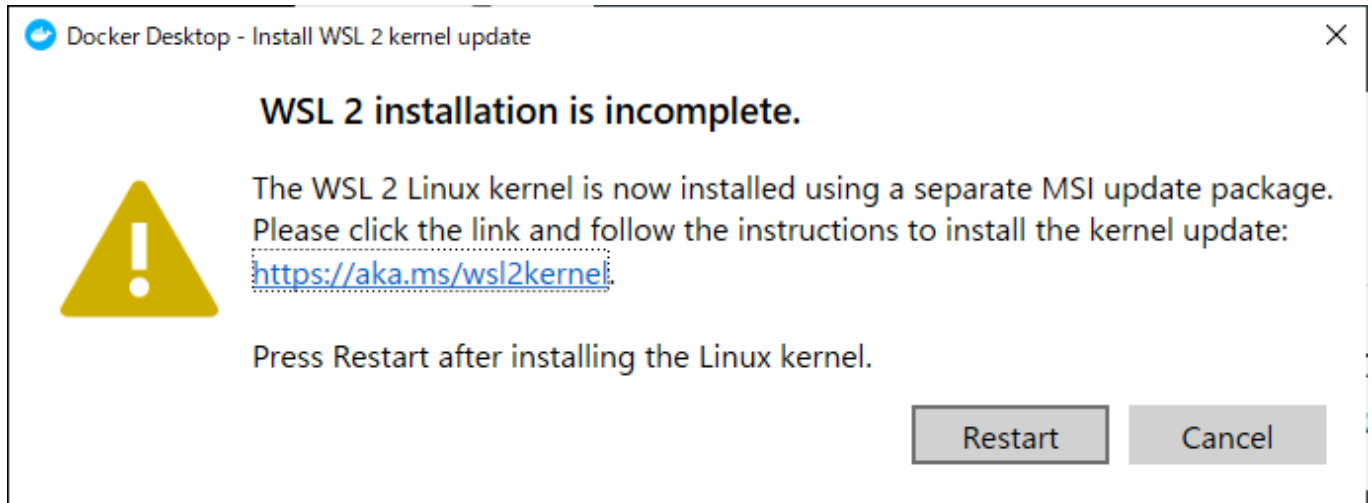 Docker Desktop - Install WSL 2 kernel update
WSL 2 installation is incomplete.
The WSL 2 Linux kernel is now installed using a separate MSI update package.
Please click the link and follow the instructions to install the kernel update:
https://aka.ms/wsl2kernel.
Press Restart after installing the Linux kernel.
Restart Cancel